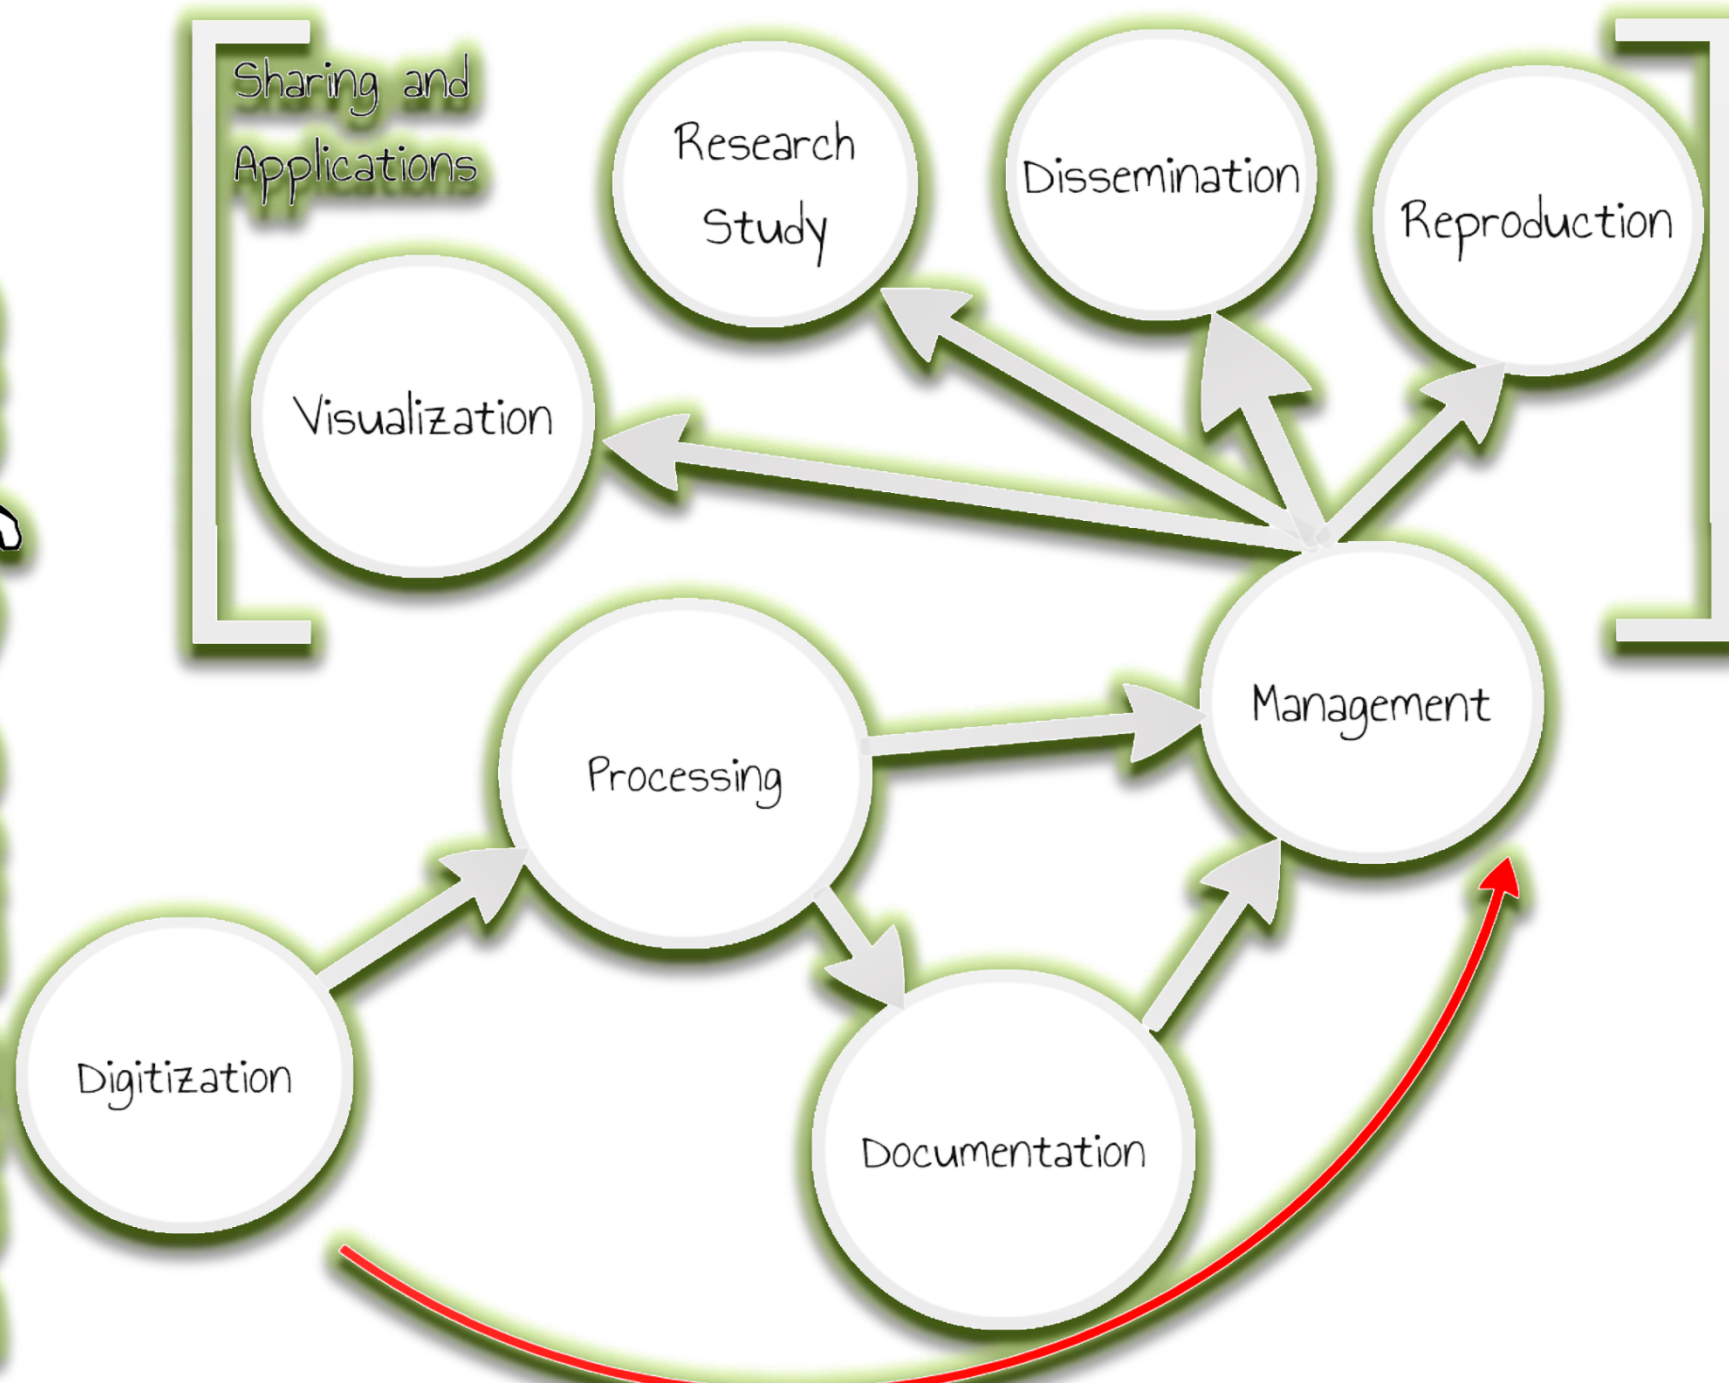 Sharing and
Applications
Research
Study
Dissemination
Reproduction
Visualization
Management
Processing
Digitization
Documentation